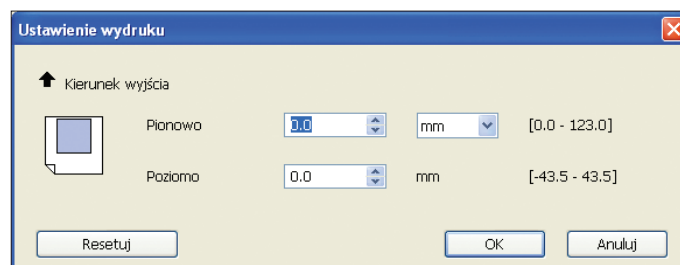 Ustawienie wydruku
Kierunek wyjścia
Pionowo 0.0 mm [0.0 - 123.0]
Poziomo 0.0 mm [-43.5 - 43.5]
Resetuj OK Anuluj